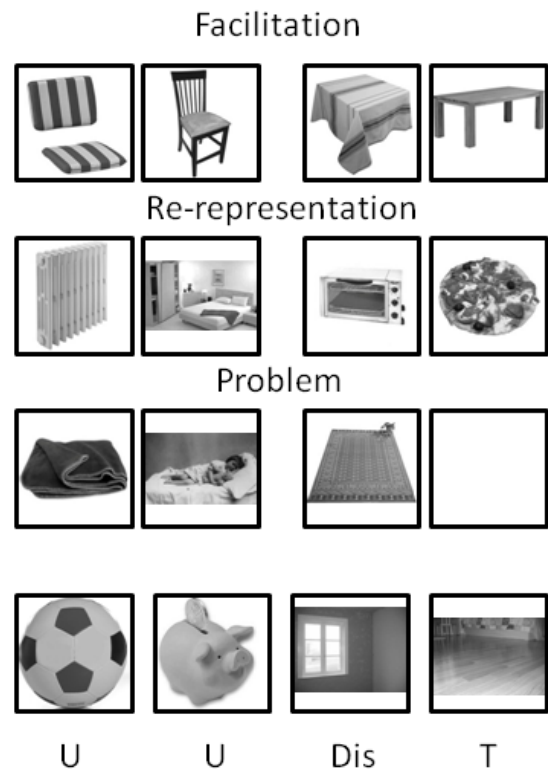 Facilitation
Re-representation
Problem
U U Dis T